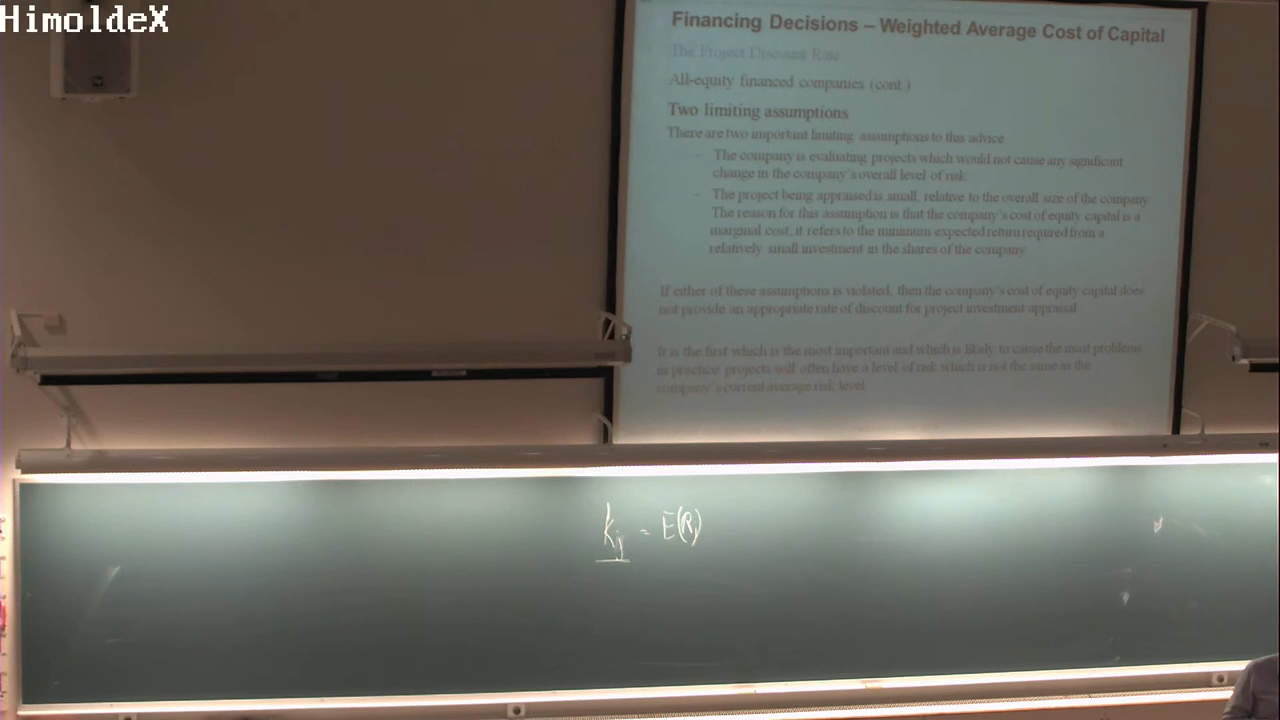 HimoldeX
Financing Decisions – Weighted Average Cost of Capital
The Project Discount Rate
All-equity financed companies (cont.)
Two limiting assumptions
There are two important limiting assumptions to this advice
– The company is evaluating projects which would not cause any significant
change in the company's overall level of risk
– The project being appraised is small, relative to the overall size of the company.
The reason for this assumption is that the company's cost of equity capital is a
marginal cost, it refers to the minimum expected return required from a
relatively small investment in the shares of the company.
If either of these assumptions is violated, then the company's cost of equity capital does
not provide an appropriate rate of discount for project investment appraisal.
It is the first which is the most important and which is likely to cause the most problems
in practice: projects will often have a level of risk which is not the same as the
company's current average risk level
kj = E(Rj)